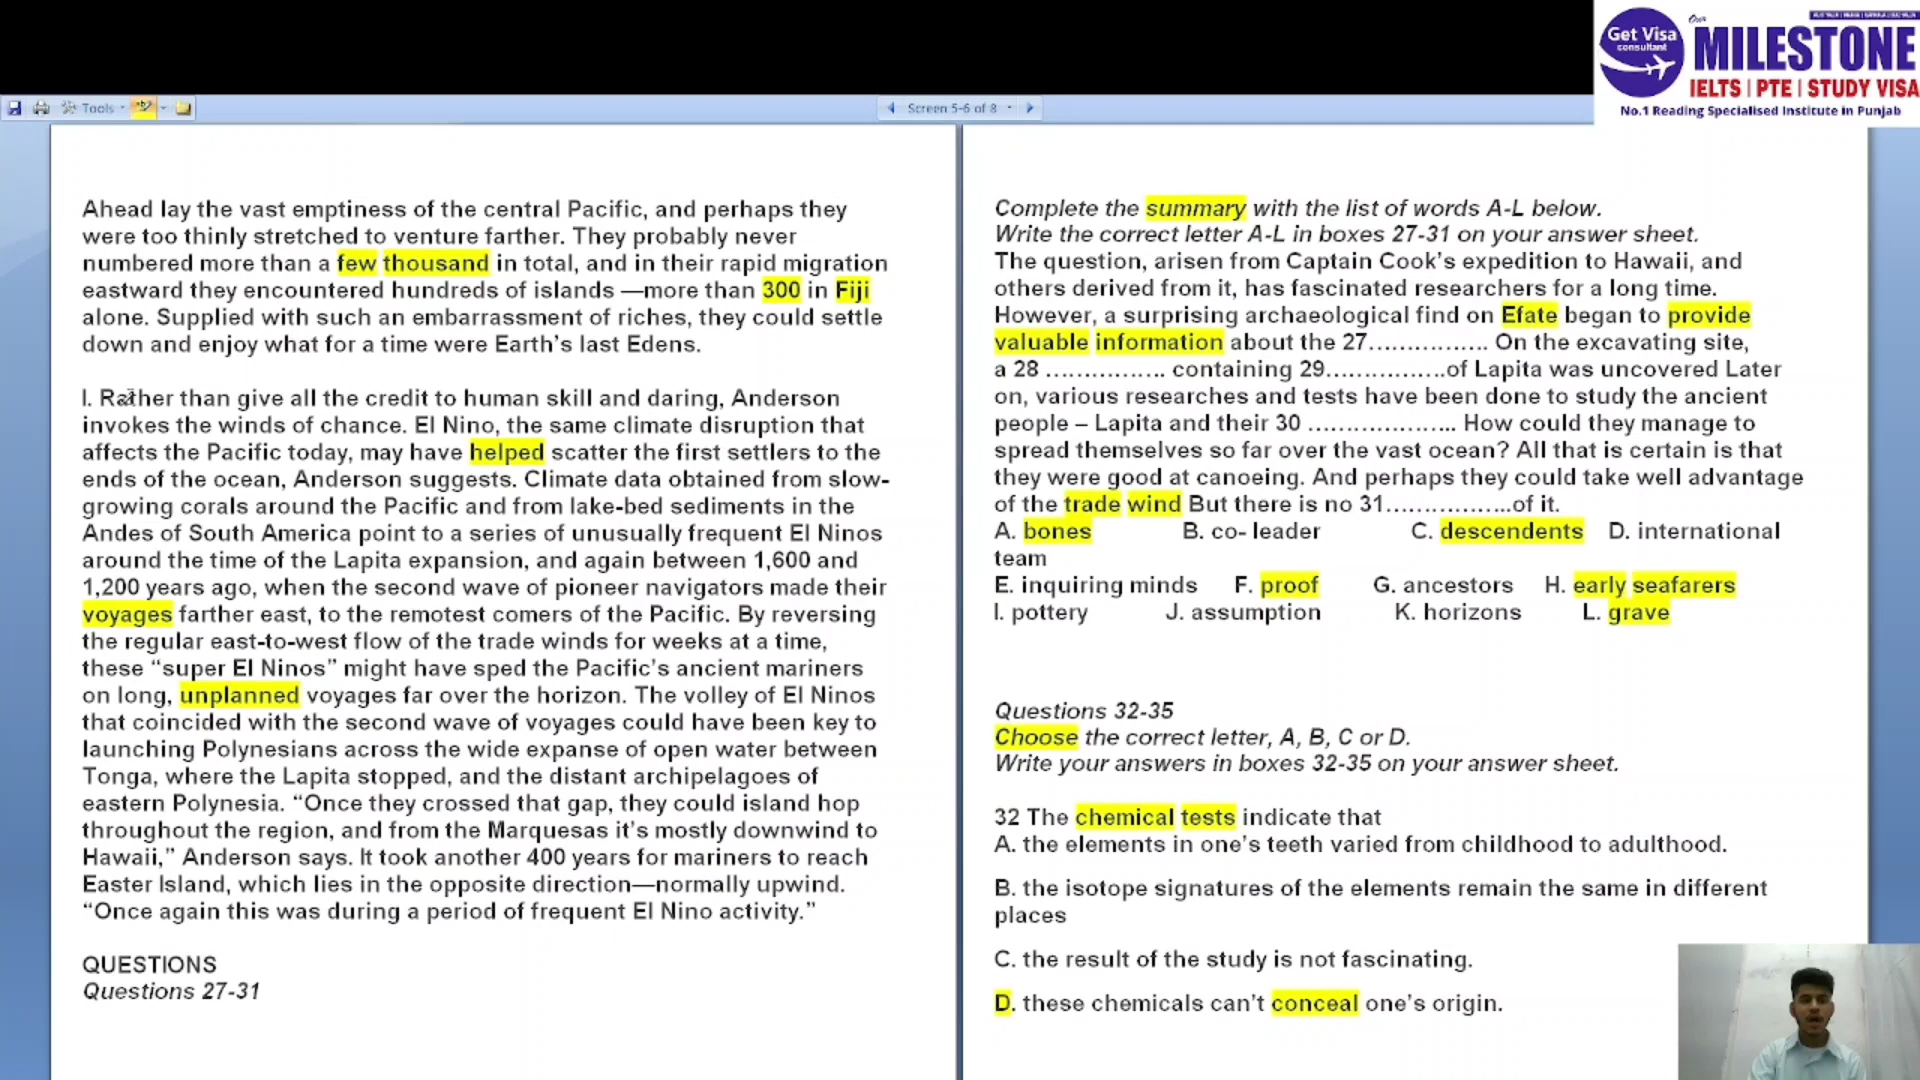 Get Visa
consultant
Our
MILESTONE
IELTS | PTE | STUDY VISA
No.1 Reading Specialised Institute in Punjab
Tools
Screen 5-6 of 8
Ahead lay the vast emptiness of the central Pacific, and perhaps they
were too thinly stretched to venture farther. They probably never
numbered more than a few thousand in total, and in their rapid migration
eastward they encountered hundreds of islands —more than 300 in Fiji
alone. Supplied with such an embarrassment of riches, they could settle
down and enjoy what for a time were Earth's last Edens.
I. Rather than give all the credit to human skill and daring, Anderson
invokes the winds of chance. El Nino, the same climate disruption that
affects the Pacific today, may have helped scatter the first settlers to the
ends of the ocean, Anderson suggests. Climate data obtained from slow-
growing corals around the Pacific and from lake-bed sediments in the
Andes of South America point to a series of unusually frequent El Ninos
around the time of the Lapita expansion, and again between 1,600 and
1,200 years ago, when the second wave of pioneer navigators made their
voyages farther east, to the remotest comers of the Pacific. By reversing
the regular east-to-west flow of the trade winds for weeks at a time,
these “super El Ninos” might have sped the Pacific's ancient mariners
on long, unplanned voyages far over the horizon. The volley of El Ninos
that coincided with the second wave of voyages could have been key to
launching Polynesians across the wide expanse of open water between
Tonga, where the Lapita stopped, and the distant archipelagoes of
eastern Polynesia. “Once they crossed that gap, they could island hop
throughout the region, and from the Marquesas it's mostly downwind to
Hawaii,” Anderson says. It took another 400 years for mariners to reach
Easter Island, which lies in the opposite direction—normally upwind.
“Once again this was during a period of frequent El Nino activity.”
QUESTIONS
Questions 27-31
Complete the summary with the list of words A-L below.
Write the correct letter A-L in boxes 27-31 on your answer sheet.
The question, arisen from Captain Cook's expedition to Hawaii, and
others derived from it, has fascinated researchers for a long time.
However, a surprising archaeological find on Efate began to provide
valuable information about the 27…………….. On the excavating site,
a 28 ……………. containing 29……………of Lapita was uncovered Later
on, various researches and tests have been done to study the ancient
people – Lapita and their 30 ……………….. How could they manage to
spread themselves so far over the vast ocean? All that is certain is that
they were good at canoeing. And perhaps they could take well advantage
of the trade wind But there is no 31……………..of it.
A. bones B. co- leader C. descendents D. international
team
E. inquiring minds F. proof G. ancestors H. early seafarers
I. pottery J. assumption K. horizons L. grave
Questions 32-35
Choose the correct letter, A, B, C or D.
Write your answers in boxes 32-35 on your answer sheet.
32 The chemical tests indicate that
A. the elements in one's teeth varied from childhood to adulthood.
B. the isotope signatures of the elements remain the same in different
places
C. the result of the study is not fascinating.
D. these chemicals can't conceal one's origin.